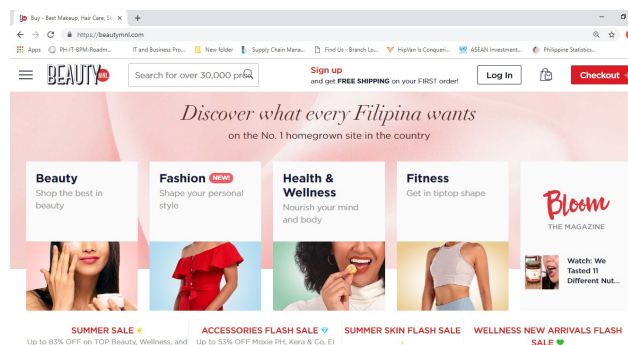 Buy - Best Makeup, Hair Care, Sk
https://beautymnl.com
Apps PH-IT-BPM-Roadm... IT and Business Pro... New folder Supply Chain Mana... Find Us - Branch Lo... HipVan Is Conqueri... ASEAN Investment... Philippine Statistics...
BEAUTY MNL
Search for over 30,000 prod
Sign up
and get FREE SHIPPING on your FIRST order!
Log In
Checkout
Discover what every Filipina wants
on the No. 1 homegrown site in the country
Beauty
Shop the best in
beauty
Fashion NEW!
Shape your personal
style
Health &
Wellness
Nourish your mind
and body
Fitness
Get in tiptop shape
Bloom
THE MAGAZINE
Watch: We
Tasted 11
Different Nut...
SUMMER SALE
Up to 83% OFF on TOP Beauty, Wellness, and
ACCESSORIES FLASH SALE
Up to 53% OFF Moxie PH, Kera & Co, El
SUMMER SKIN FLASH SALE
WELLNESS NEW ARRIVALS FLASH
SALE